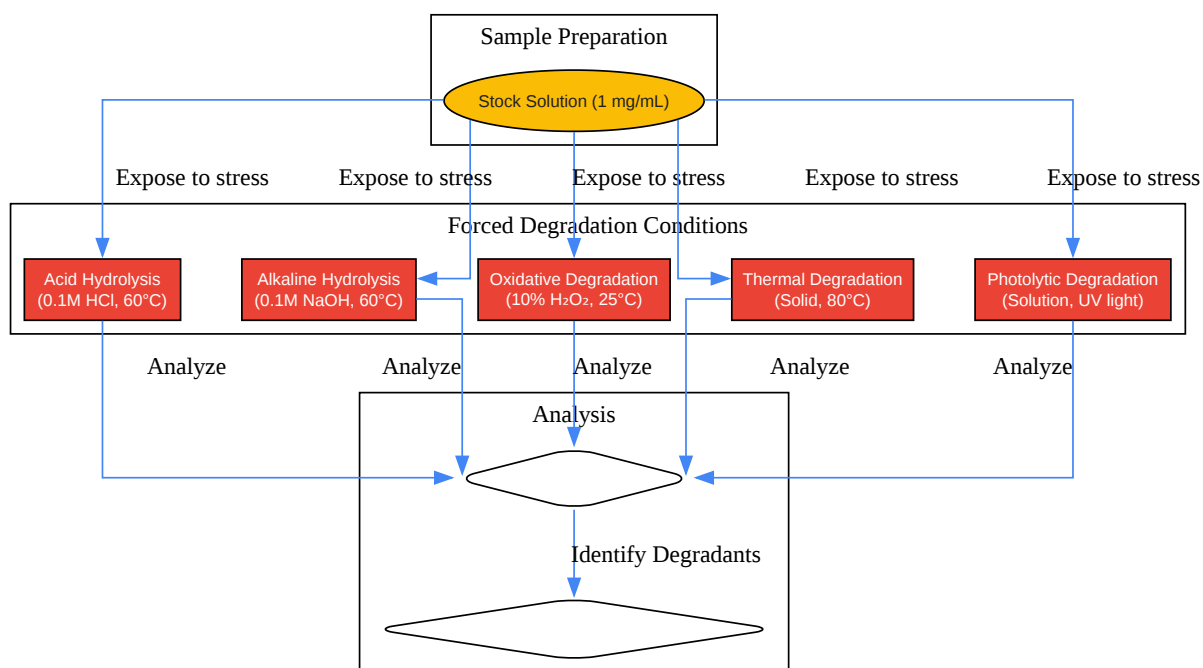 Sample Preparation
Stock Solution (1 mg/mL)
Expose to stress
Expose to stress
Expose to stress
Expose to stress
Expose to stress
Forced Degradation Conditions
Acid Hydrolysis
(0.1M HCl, 60°C)
Alkaline Hydrolysis
(0.1M NaOH, 60°C)
Oxidative Degradation
(10% H₂O₂, 25°C)
Thermal Degradation
(Solid, 80°C)
Photolytic Degradation
(Solution, UV light)
Analyze
Analyze
Analyze
Analyze
Analyze
Analysis
Identify Degradants